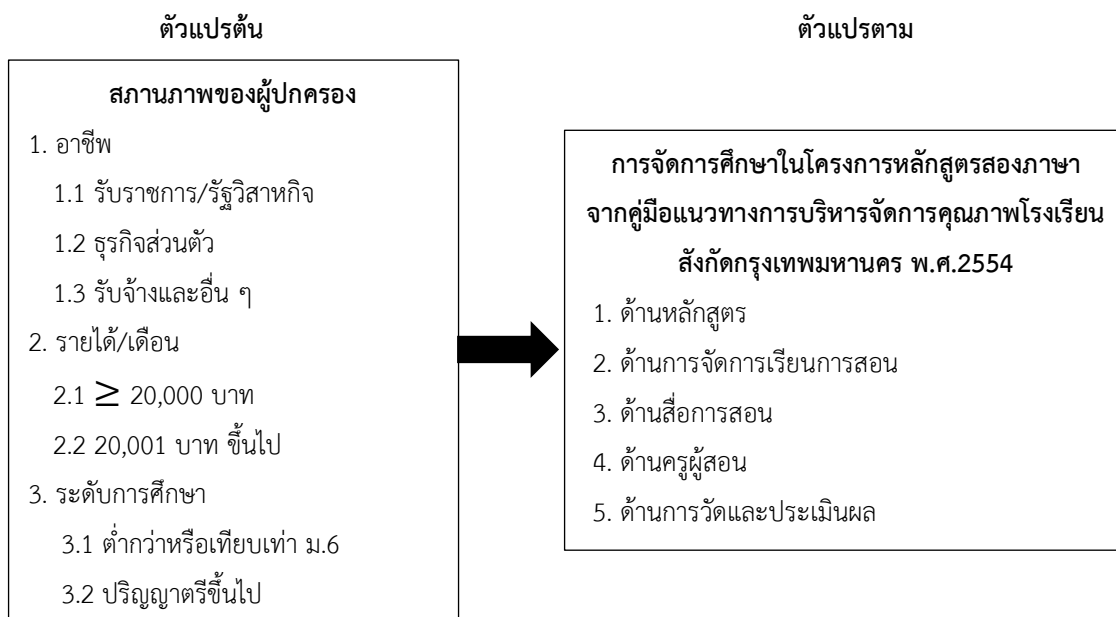 ตัวแปรต้น
ตัวแปรตาม
สถานภาพของผู้ปกครอง
1. อาชีพ
1.1 รับราชการ/รัฐวิสาหกิจ
1.2 ธุรกิจส่วนตัว
1.3 รับจ้างและอื่น ๆ
2. รายได้/เดือน
2.1 ≥ 20,000 บาท
2.2 20,001 บาท ขึ้นไป
3. ระดับการศึกษา
3.1 ต่ำกว่าหรือเทียบเท่า ม.6
3.2 ปริญญาตรีขึ้นไป
การจัดการศึกษาในโครงการหลักสูตรสองภาษา
จากคู่มือแนวทางการบริหารจัดการคุณภาพโรงเรียน
สังกัดกรุงเทพมหานคร พ.ศ.2554
1. ด้านหลักสูตร
2. ด้านการจัดการเรียนการสอน
3. ด้านสื่อการสอน
4. ด้านครูผู้สอน
5. ด้านการวัดและประเมินผล